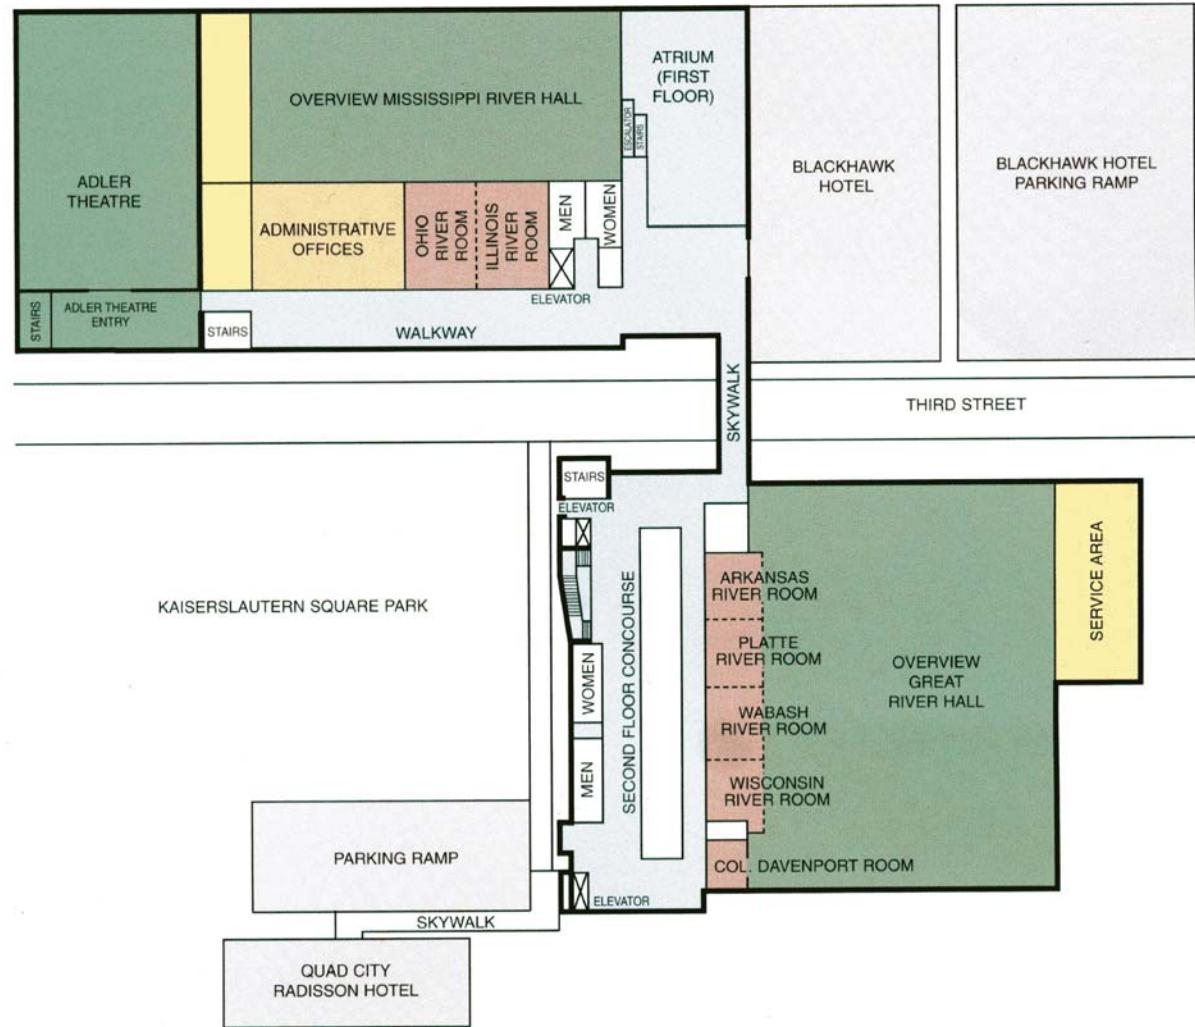 ATRIUM
(FIRST
FLOOR)
OVERVIEW MISSISSIPPI RIVER HALL
ESCALATOR
STAIRS
BLACKHAWK
HOTEL
BLACKHAWK HOTEL
PARKING RAMP
ADLER
THEATRE
ADMINISTRATIVE
OFFICES
OHIO
RIVER
ROOM
ILLINOIS
RIVER
ROOM
MEN
WOMEN
ELEVATOR
STAIRS
ADLER THEATRE
ENTRY
STAIRS
WALKWAY
SKYWALK
THIRD STREET
STAIRS
ELEVATOR
KAISERSLAUTERN SQUARE PARK
SECOND FLOOR CONCOURSE
WOMEN
MEN
ARKANSAS
RIVER ROOM
PLATTE
RIVER ROOM
WABASH
RIVER ROOM
WISCONSIN
RIVER ROOM
COL. DAVENPORT ROOM
OVERVIEW
GREAT
RIVER HALL
SERVICE AREA
PARKING RAMP
ELEVATOR
SKYWALK
QUAD CITY
RADISSON HOTEL